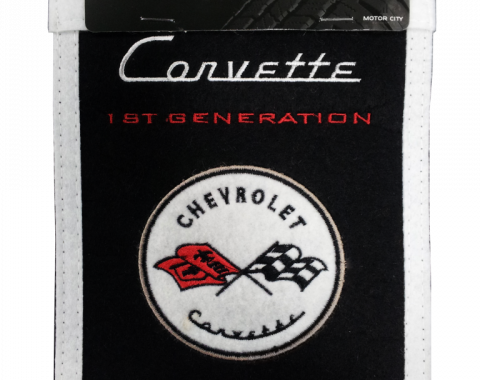 MOTOR CITY
Corvette
1ST GENERATION
CHEVROLET
Corvette